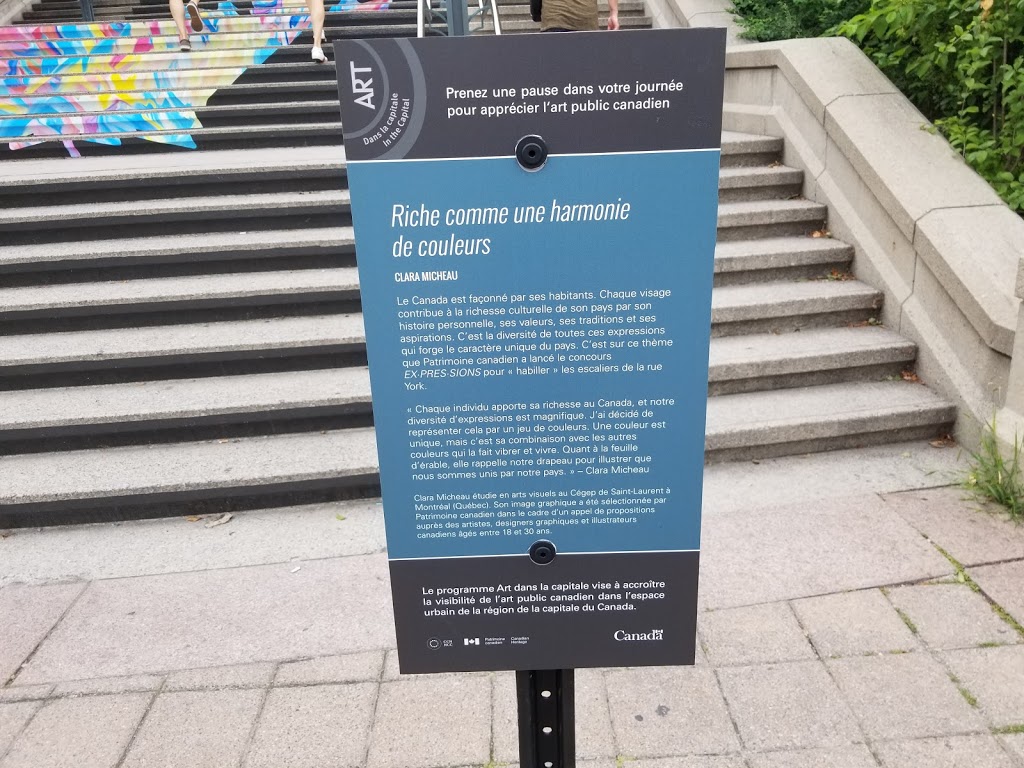 ART
Dans la capitale
In the Capital
Prenez une pause dans votre journée
pour apprécier l'art public canadien
Riche comme une harmonie
de couleurs
CLARA MICHEAU
Le Canada est façonné par ses habitants. Chaque visage
contribue à la richesse culturelle de son pays par son
histoire personnelle, ses valeurs, ses traditions et ses
aspirations. C'est la diversité de toutes ces expressions
qui forge le caractère unique du pays. C'est sur ce thème
que Patrimoine canadien a lancé le concours
EX·PRES·SIONS pour « habiller » les escaliers de la rue
York.
« Chaque individu apporte sa richesse au Canada, et notre
diversité d'expressions est magnifique. J'ai décidé de
représenter cela par un jeu de couleurs. Une couleur est
unique, mais c'est sa combinaison avec les autres
couleurs qui la fait vibrer et vivre. Quant à la feuille
d'érable, elle rappelle notre drapeau pour illustrer que
nous sommes unis par notre pays. » – Clara Micheau
Clara Micheau étudie en arts visuels au Cégep de Saint-Laurent à
Montréal (Québec). Son image graphique a été sélectionnée par
Patrimoine canadien dans le cadre d'un appel de propositions
auprès des artistes, designers graphiques et illustrateurs
canadiens âgés entre 18 et 30 ans.
Le programme Art dans la capitale vise à accroître
la visibilité de l'art public canadien dans l'espace
urbain de la région de la capitale du Canada.
CCN
NCC
Patrimoine
canadien
Canadian
Heritage
Canada